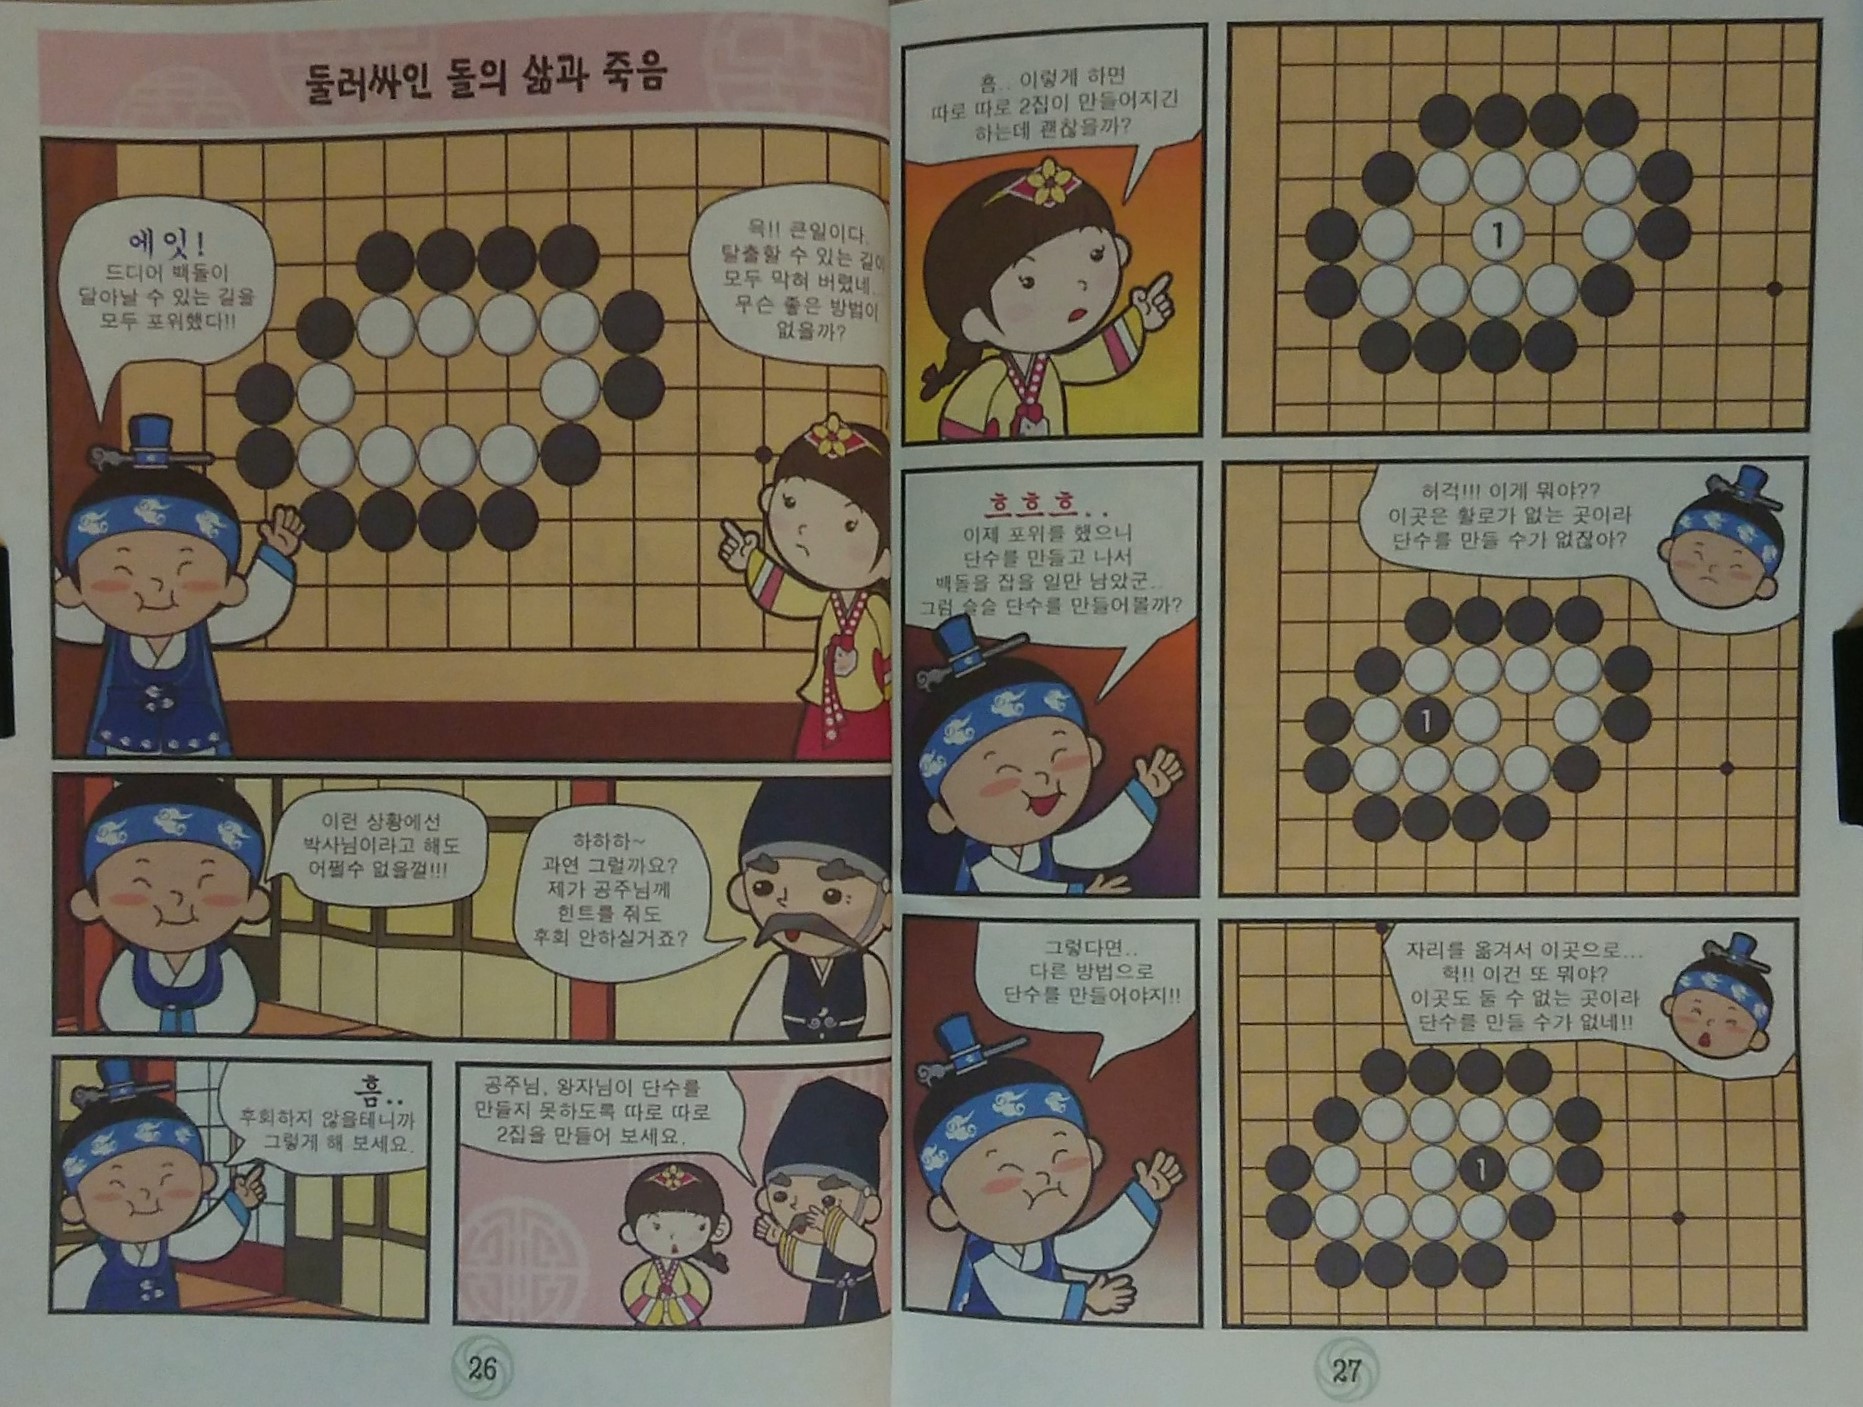 둘러싸인 돌의 삶과 죽음
에잇!
드디어 백돌이
달아날 수 있는 길을
모두 포위했다!!
윽!! 큰일이다.
탈출할 수 있는 길이
모두 막혀 버렸네..
무슨 좋은 방법이
없을까?
이런 상황에선
박사님이라고 해도
어쩔수 없을껄!!!
하하하~
과연 그럴까요?
제가 공주님께
힌트를 줘도
후회 안하실거죠?
흠..
후회하지 않을테니까
그렇게 해 보세요.
공주님, 왕자님이 단수를
만들지 못하도록 따로 따로
2집을 만들어 보세요.
26
흠.. 이렇게 하면
따로 따로 2집이 만들어지긴
하는데 괜찮을까?
1
흐흐흐..
이제 포위를 했으니
단수를 만들고 나서
백돌을 잡을 일만 남았군..
그럼 슬슬 단수를 만들어볼까?
허걱!!! 이게 뭐야??
이곳은 활로가 없는 곳이라
단수를 만들 수가 없잖아?
1
그렇다면..
다른 방법으로
단수를 만들어야지!!
자리를 옮겨서 이곳으로...
헉!! 이건 또 뭐야?
이곳도 둘 수 없는 곳이라
단수를 만들 수가 없네!!
1
27